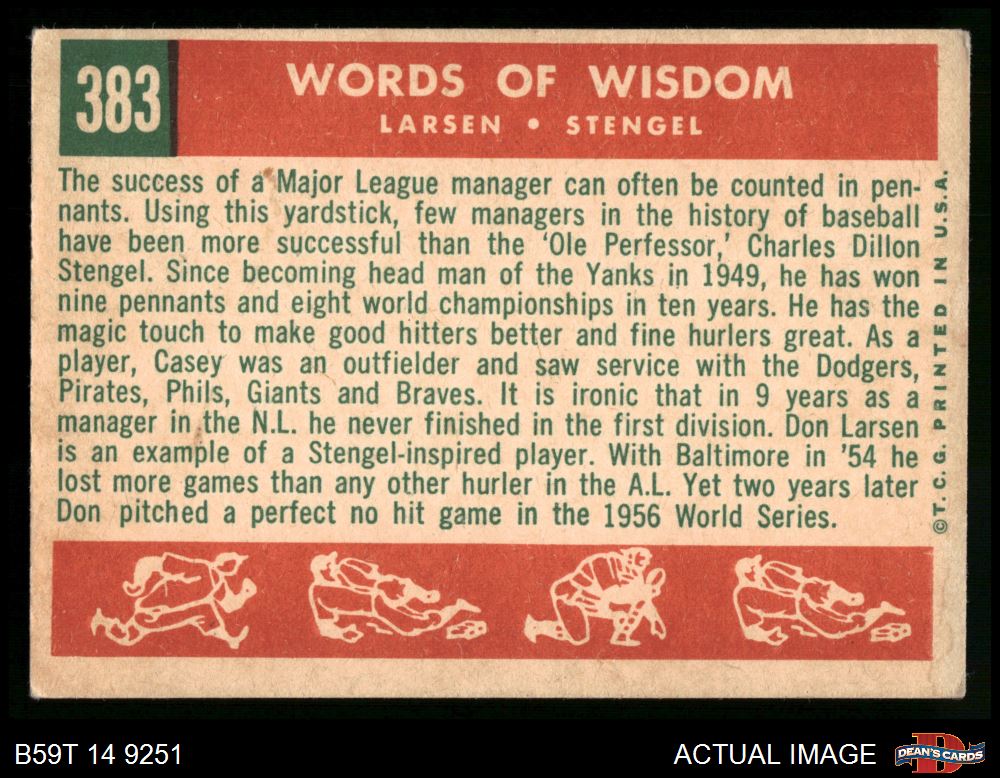 383
WORDS OF WISDOM
LARSEN • STENGEL
The success of a Major League manager can often be counted in pen-
nants. Using this yardstick, few managers in the history of baseball
have been more successful than the 'Ole Perfessor,' Charles Dillon
Stengel. Since becoming head man of the Yanks in 1949, he has won
nine pennants and eight world championships in ten years. He has the
magic touch to make good hitters better and fine hurlers great. As a
player, Casey was an outfielder and saw service with the Dodgers,
Pirates, Phils, Giants and Braves. It is ironic that in 9 years as a
manager in the N.L. he never finished in the first division. Don Larsen
is an example of a Stengel-inspired player. With Baltimore in '54 he
lost more games than any other hurler in the A.L. Yet two years later
Don pitched a perfect no hit game in the 1956 World Series.
©T. C. G. PRINTED IN U.S.A.
B59T 14 9251
ACTUAL IMAGE
D
DEAN'S CARDS